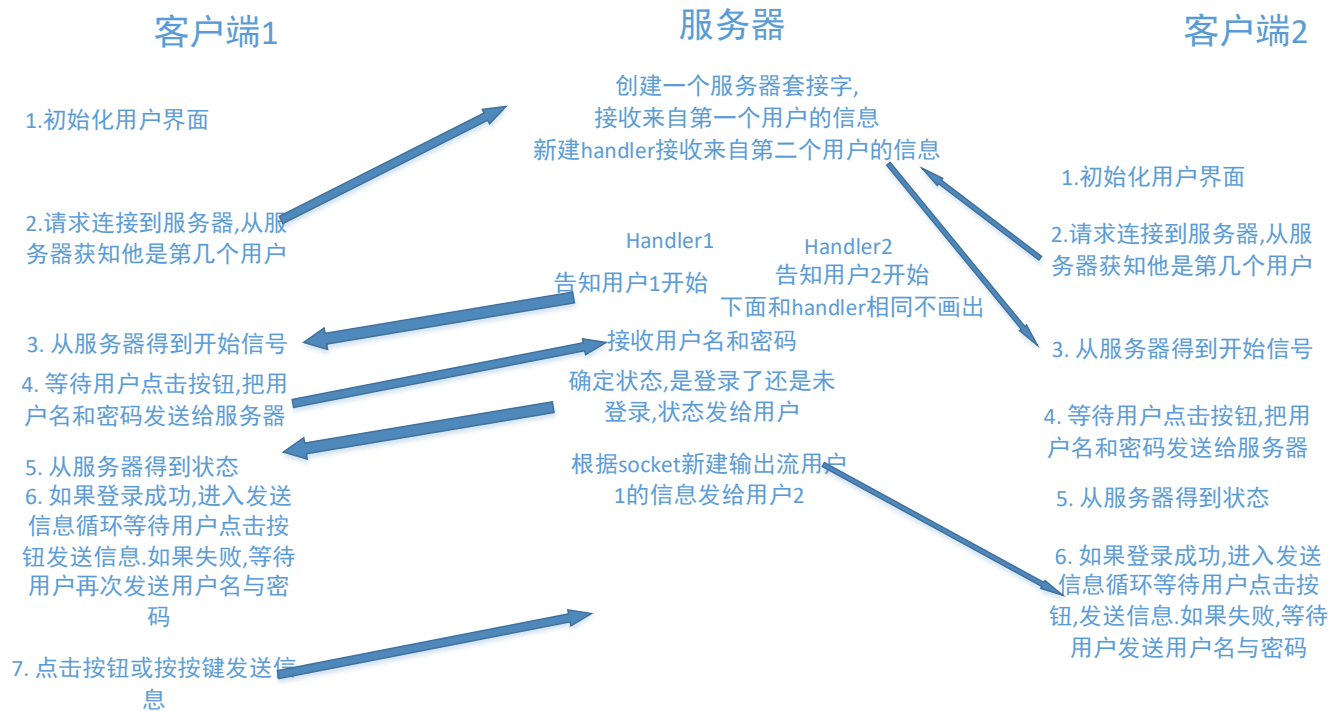 客户端1
1.初始化用户界面
2.请求连接到服务器,从服
务器获知他是第几个用户
3. 从服务器得到开始信号
4. 等待用户点击按钮,把用
户名和密码发送给服务器
5. 从服务器得到状态
6. 如果登录成功,进入发送
信息循环等待用户点击按
钮发送信息.如果失败,等待
用户再次发送用户名与密
码
7. 点击按钮或按按键发送信
息
服务器
创建一个服务器套接字,
接收来自第一个用户的信息
新建handler接收来自第二个用户的信息
Handler1
告知用户1开始
Handler2
告知用户2开始
下面和handler相同不画出
接收用户名和密码
确定状态,是登录了还是未
登录,状态发给用户
根据socket新建输出流用户
1的信息发给用户2
客户端2
1.初始化用户界面
2.请求连接到服务器,从服
务器获知他是第几个用户
3. 从服务器得到开始信号
4. 等待用户点击按钮,把用
户名和密码发送给服务器
5. 从服务器得到状态
6. 如果登录成功,进入发送
信息循环等待用户点击按
钮,发送信息.如果失败,等待
用户发送用户名与密码